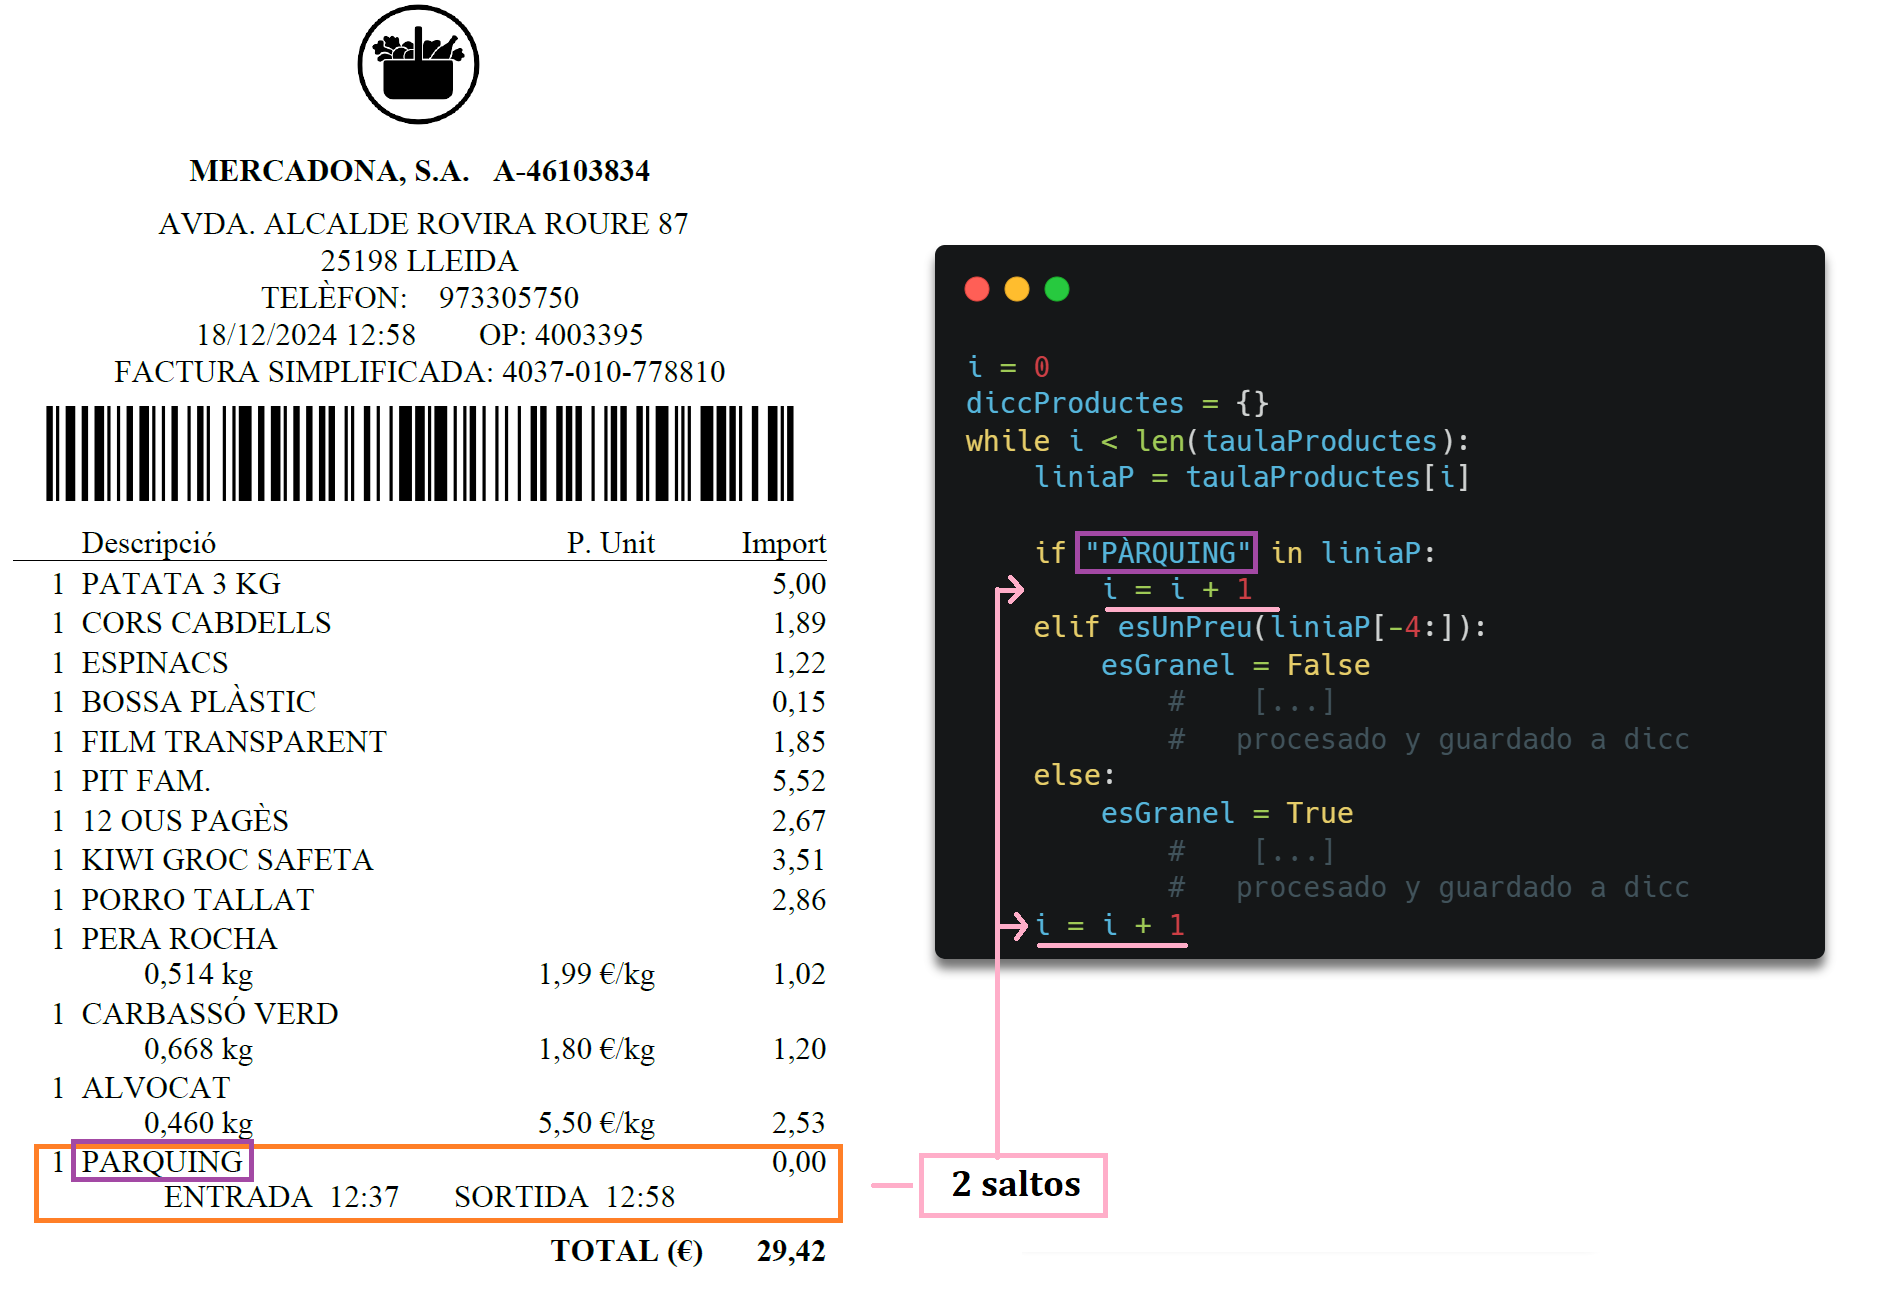 MERCADONA, S.A. A-46103834
AVDA. ALCALDE ROVIRA ROURE 87
25198 LLEIDA
TELÈFON: 973305750
18/12/2024 12:58 OP: 4003395
FACTURA SIMPLIFICADA: 4037-010-778810
Descripció P. Unit Import
1 PATATA 3 KG 5,00
1 CORS CABDELLS 1,89
1 ESPINACS 1,22
1 BOSSA PLÀSTIC 0,15
1 FILM TRANSPARENT 1,85
1 PIT FAM. 5,52
1 12 OUS PAGÈS 2,67
1 KIWI GROC SAFETA 3,51
1 PORRO TALLAT 2,86
1 PERA ROCHA
0,514 kg 1,99 €/kg 1,02
1 CARBASSÓ VERD
0,668 kg 1,80 €/kg 1,20
1 ALVOCAT
0,460 kg 5,50 €/kg 2,53
1 PARQUING 0,00
ENTRADA 12:37 SORTIDA 12:58
TOTAL (€) 29,42
i = 0
diccProductes = {}
while i < len(taulaProductes):
liniaP = taulaProductes[i]
if "PÀRQUING" in liniaP:
i = i + 1
elif esUnPreu(liniaP[-4:]):
esGranel = False
# [...]
# procesado y guardado a dicc
else:
esGranel = True
# [...]
# procesado y guardado a dicc
i = i + 1
2 saltos